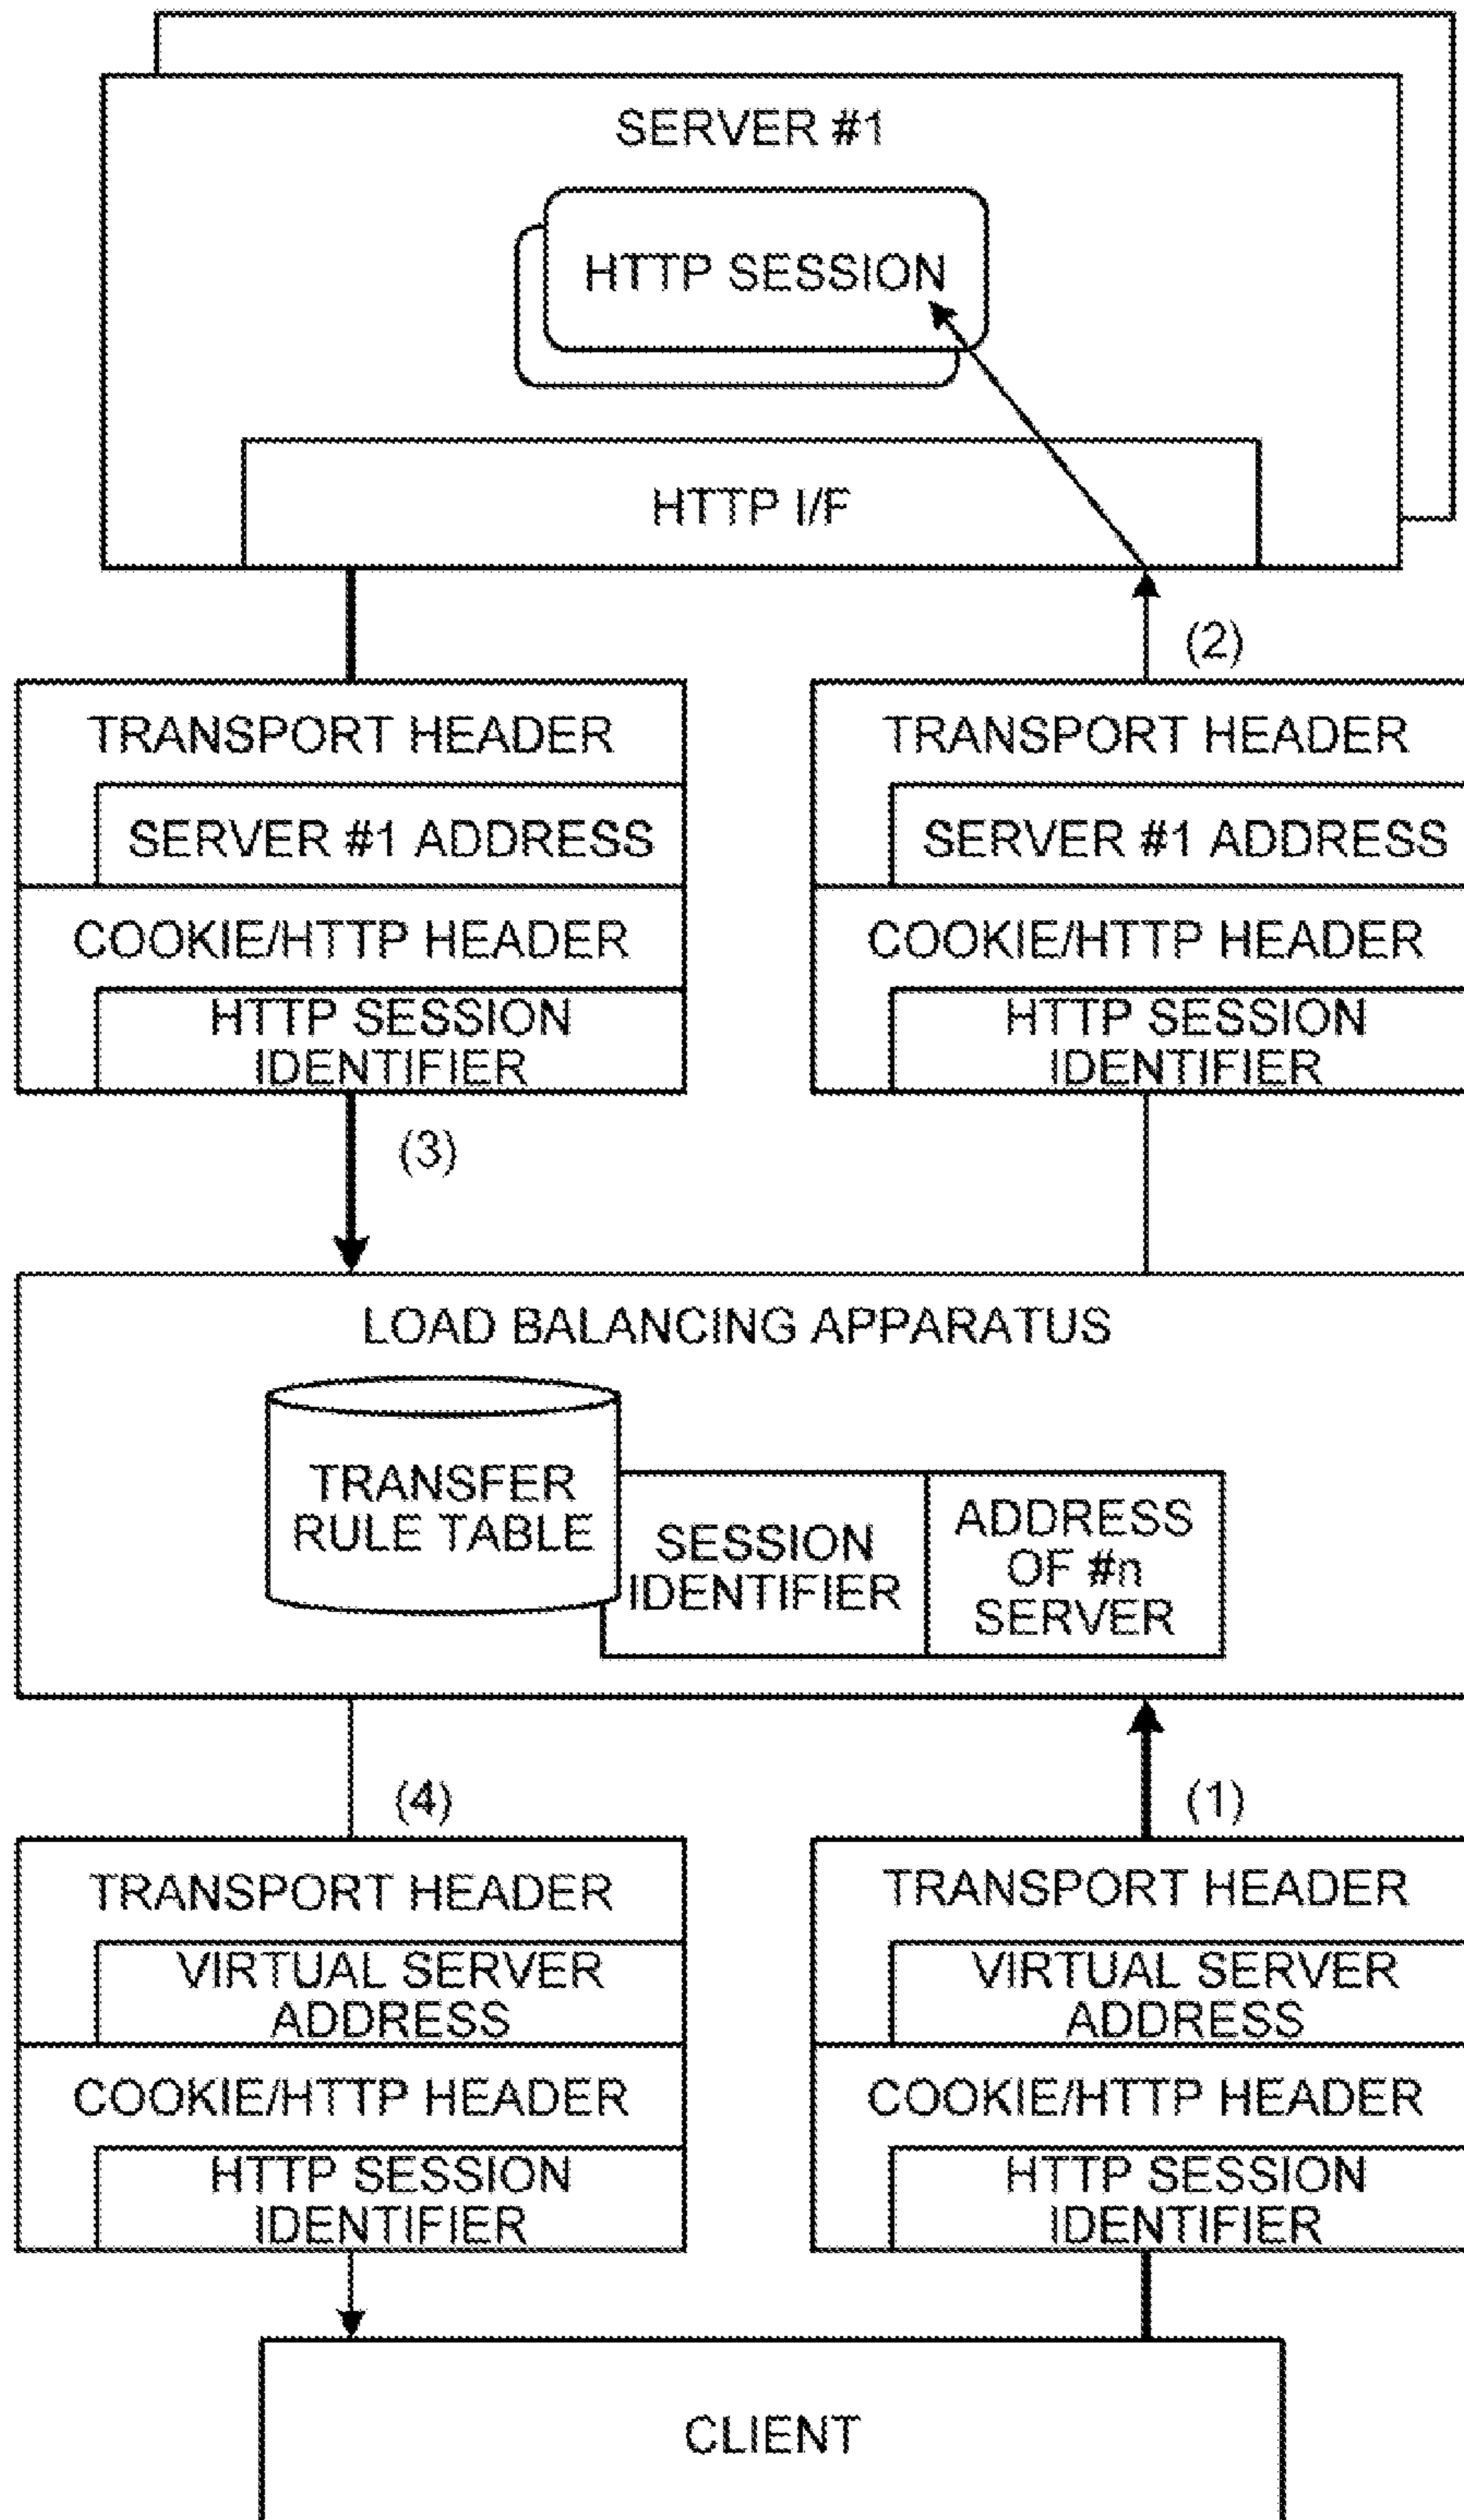 SERVER #1
HTTP SESSION
HTTP I/F
(2)
TRANSPORT HEADER
SERVER #1 ADDRESS
COOKIE/HTTP HEADER
HTTP SESSION
IDENTIFIER
TRANSPORT HEADER
SERVER #1 ADDRESS
COOKIE/HTTP HEADER
HTTP SESSION
IDENTIFIER
(3)
LOAD BALANCING APPARATUS
TRANSFER
RULE TABLE
SESSION
IDENTIFIER
ADDRESS
OF #n
SERVER
(4)
(1)
TRANSPORT HEADER
VIRTUAL SERVER
ADDRESS
COOKIE/HTTP HEADER
HTTP SESSION
IDENTIFIER
TRANSPORT HEADER
VIRTUAL SERVER
ADDRESS
COOKIE/HTTP HEADER
HTTP SESSION
IDENTIFIER
CLIENT